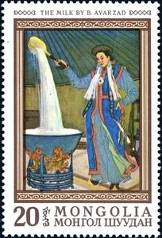 THE MILK BY B. AVARZAD
20 MONGOLIA
МОНГОЛ ШУУДАН